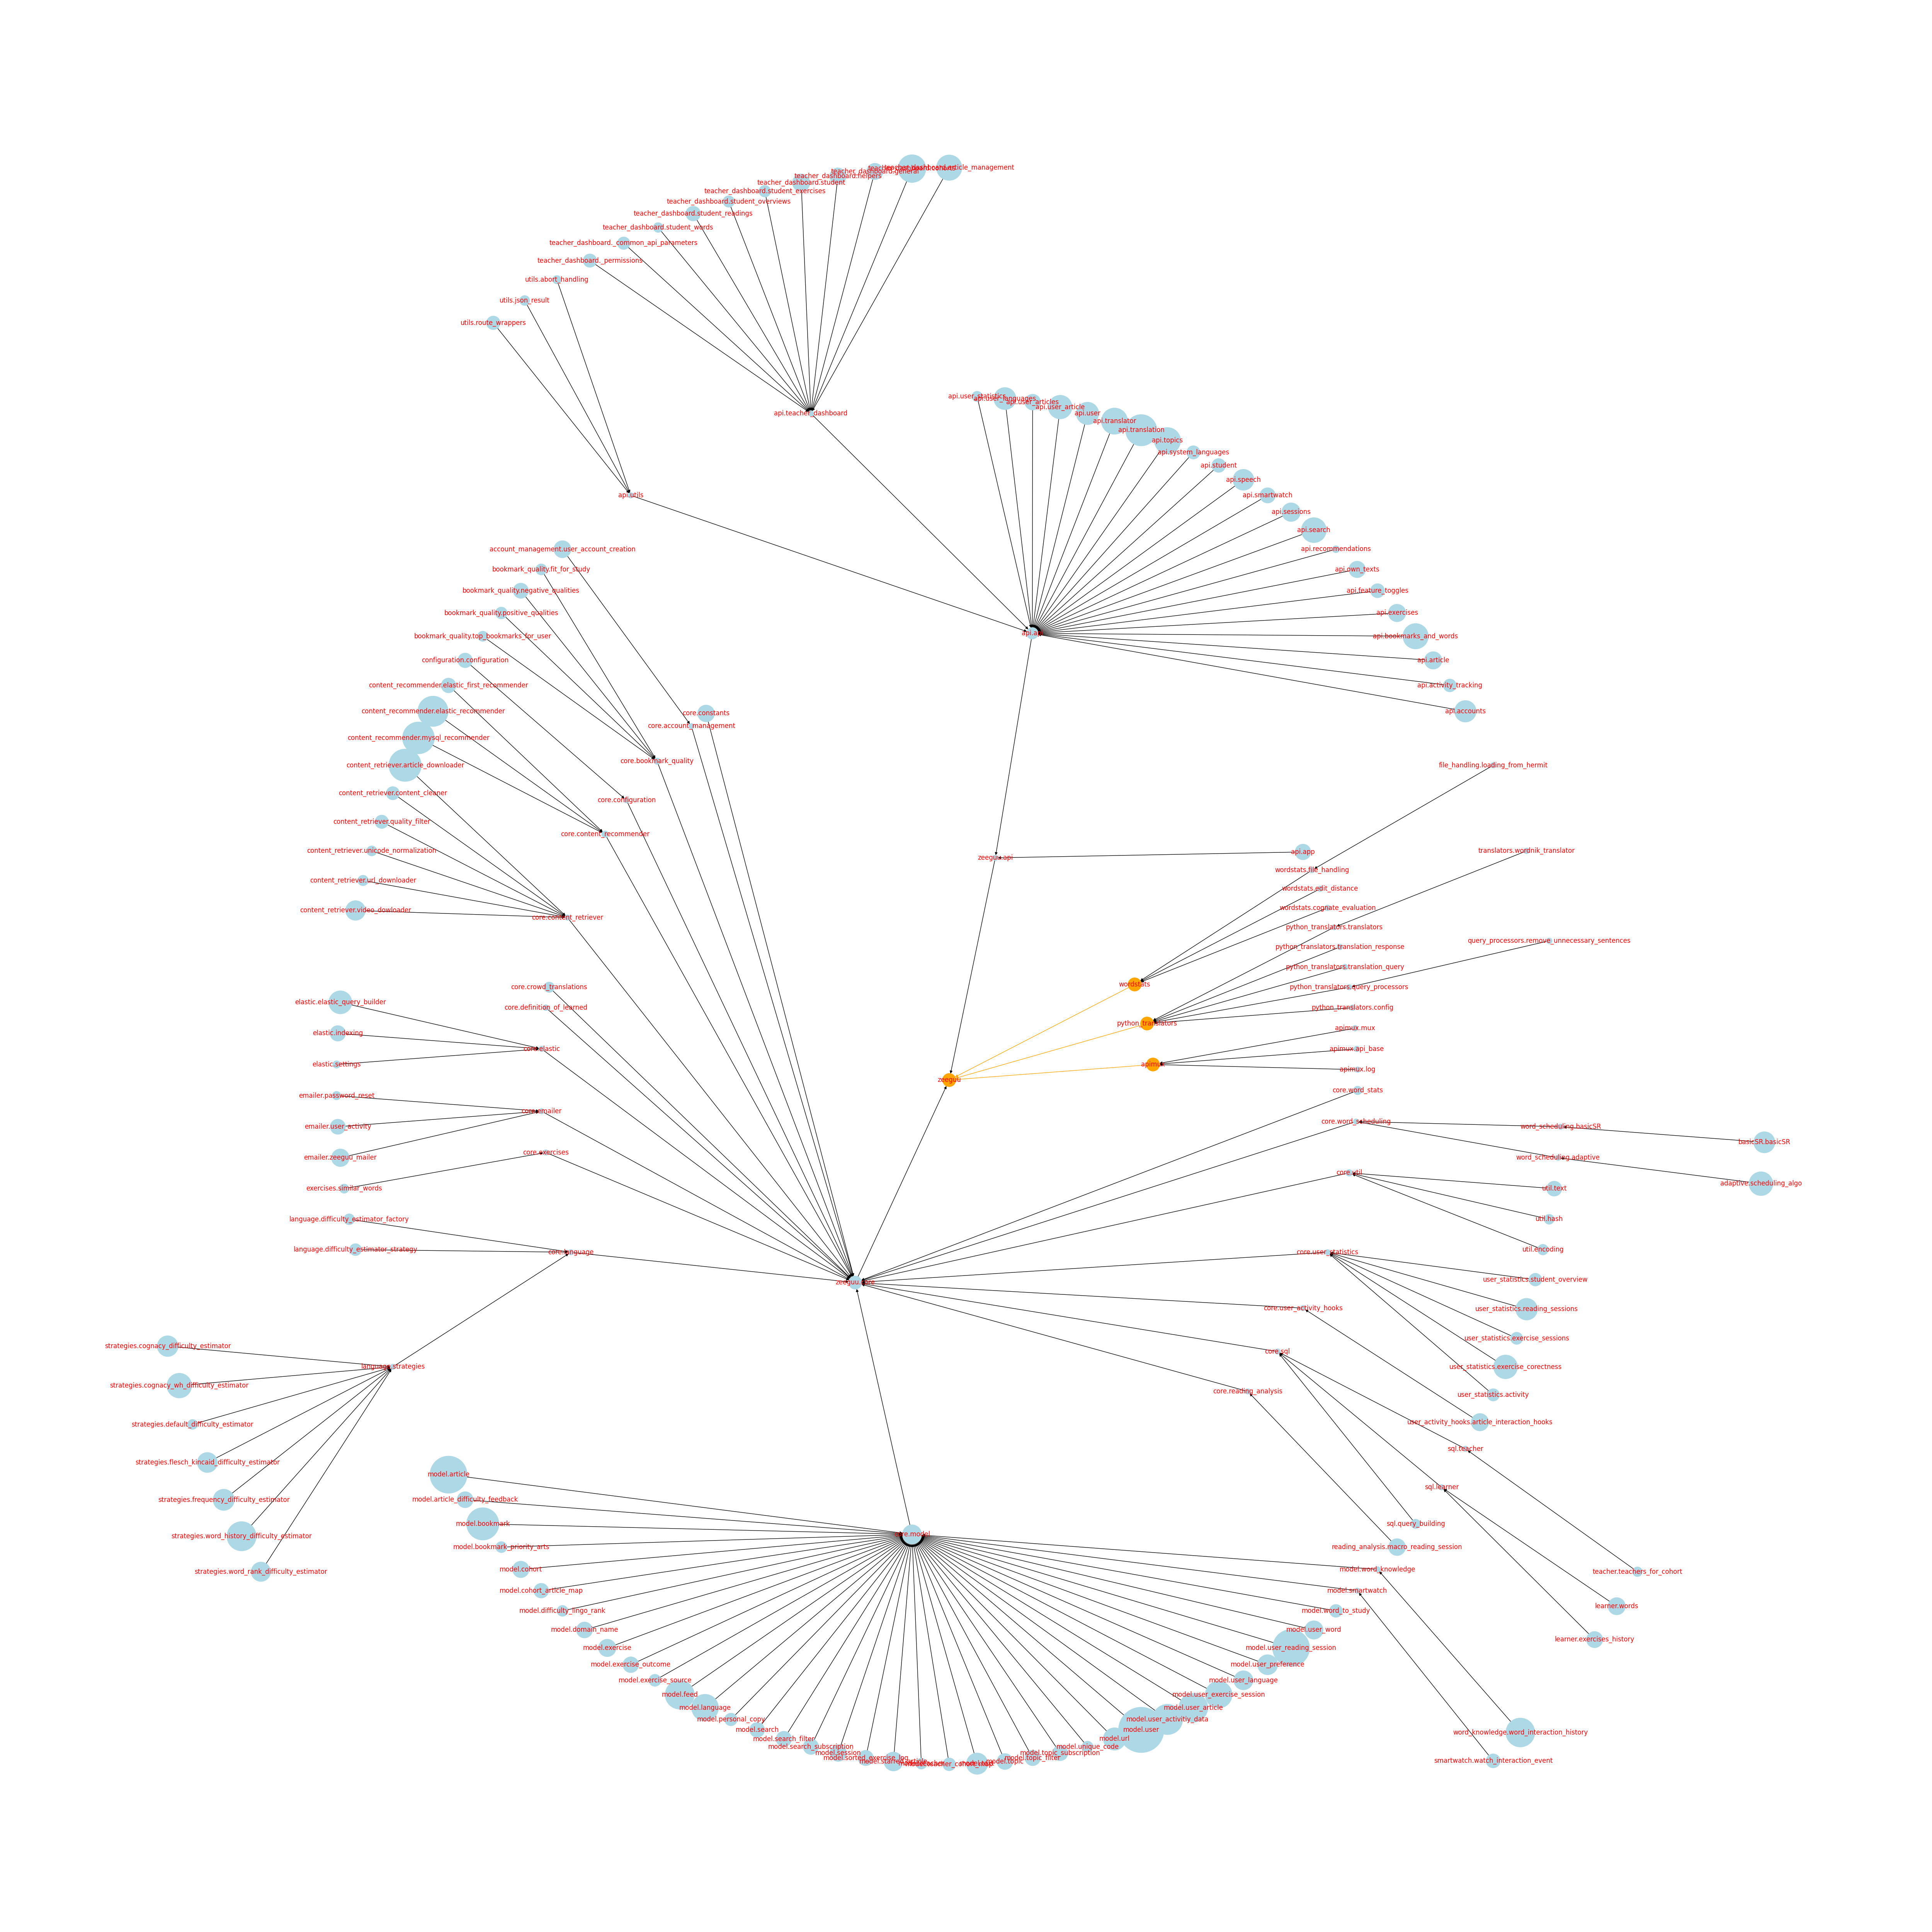 teacher_dashboard.article_management
teacher_dashboard.general
teacher_dashboard.helpers
teacher_dashboard.student
teacher_dashboard.student_exercises
teacher_dashboard.student_overviews
teacher_dashboard.student_readings
teacher_dashboard.student_words
teacher_dashboard._common_api_parameters
teacher_dashboard._permissions
utils.abort_handling
utils.json_result
utils.route_wrappers
api.teacher_dashboard
api.utils
api.user_statistics
api.user_languages
api.user_articles
api.user_article
api.user
api.translator
api.translation
api.topics
api.system_languages
api.student
api.speech
api.smartwatch
api.sessions
api.search
api.recommendations
api.own_texts
api.feature_toggles
api.exercises
api.bookmarks_and_words
api.article
api.activity_tracking
api.accounts
account_management.user_account_creation
bookmark_quality.fit_for_study
bookmark_quality.negative_qualities
bookmark_quality.positive_qualities
bookmark_quality.top_bookmarks_for_user
configuration.configuration
content_recommender.elastic_first_recommender
content_recommender.elastic_recommender
content_recommender.mysql_recommender
content_retriever.article_downloader
content_retriever.content_cleaner
content_retriever.quality_filter
content_retriever.unicode_normalization
content_retriever.url_downloader
content_retriever.video_dowlnader
core.constants
core.account_management
core.bookmark_quality
core.configuration
core.content_recommender
core.content_retriever
file_handling.loading_from_hermit
zeeguu.api
api.app
translators.wordnik_translator
wordstats.file_handling
wordstats.edit_distance
wordstats.cognate_evaluation
python_translators.translators
python_translators.translation_response
query_processors.remove_unnecessary_sentences
python_translators.translation_query
python_translators.query_processors
python_translators.config
wordstats
python_translators
apimux.mux
apimux.api_base
apimux.log
apimux
zeeguu
core.crowd_translations
core.definition_of_learned
elastic.elastic_query_builder
elastic.indexing
elastic.settings
core.elastic
emailer.password_reset
emailer.user_activity
emailer.zeeguu_mailer
core.emailer
core.exercises
exercises.similar_words
language.difficulty_estimator_factory
language.difficulty_estimator_strategy
core.language
core.word_stats
core.word_scheduling
word_scheduling.basicSR
basicSR.basicSR
word_scheduling.adaptive
adaptive.scheduling_algo
core.util
util.text
util.hash
util.encoding
core.user_statistics
user_statistics.student_overview
user_statistics.reading_sessions
user_statistics.exercise_sessions
user_statistics.exercise_corectness
user_statistics.activity
zeeguu.core
core.user_activity_hooks
core.sql
core.reading_analysis
user_activity_hooks.article_interaction_hooks
sql.teacher
sql.learner
sql.query_building
reading_analysis.macro_reading_session
teacher.teachers_for_cohort
learner.words
learner.exercises_history
strategies.cognacy_difficulty_estimator
language.strategies
strategies.cognacy_wh_difficulty_estimator
strategies.default_difficulty_estimator
strategies.flesch_kincaid_difficulty_estimator
strategies.frequency_difficulty_estimator
strategies.word_history_difficulty_estimator
strategies.word_rank_difficulty_estimator
core.model
model.article
model.article_difficulty_feedback
model.bookmark
model.bookmark_priority_arts
model.cohort
model.cohort_article_map
model.difficulty_lingo_rank
model.domain_name
model.exercise
model.exercise_outcome
model.exercise_source
model.feed
model.language
model.personal_copy
model.search
model.search_filter
model.search_subscription
model.session
model.sorted_exercise_log
model.topic
model.topic_filter
model.topic_subscription
model.unique_code
model.url
model.user
model.user_activitiy_data
model.user_article
model.user_exercise_session
model.user_language
model.user_preference
model.user_reading_session
model.user_word
model.word_to_study
model.smartwatch
model.word_knowledge
word_knowledge.word_interaction_history
smartwatch.watch_interaction_event